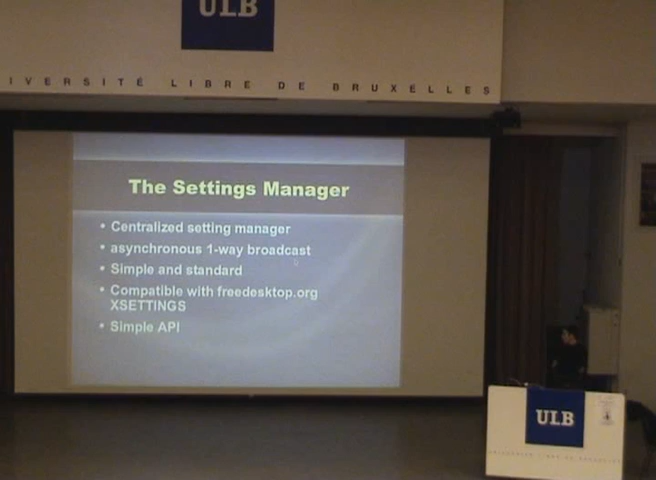 ULB
IVERSITÉ LIBRE DE BRUXELLES
The Settings Manager
• Centralized setting manager
• asynchronous 1-way broadcast
• Simple and standard
• Compatible with freedesktop.org
XSETTINGS
• Simple API
ULB